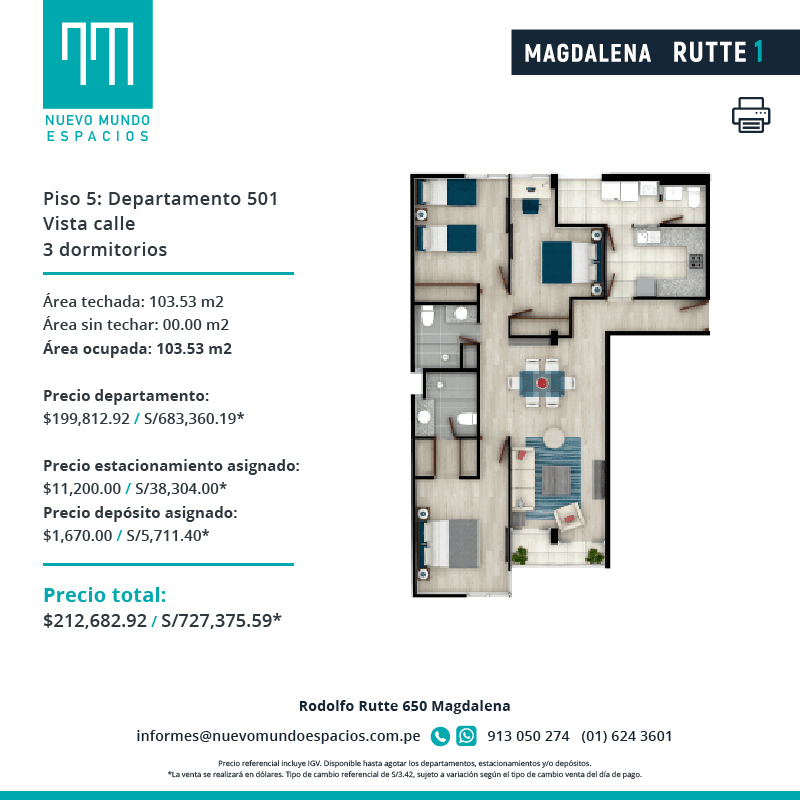 NUEVO MUNDO
ESPACIOS
MAGDALENA RUTTE 1
Piso 5: Departamento 501
Vista calle
3 dormitorios
Área techada: 103.53 m2
Área sin techar: 00.00 m2
Área ocupada: 103.53 m2
Precio departamento:
$199,812.92 / S/683,360.19*
Precio estacionamiento asignado:
$11,200.00 / S/38,304.00*
Precio depósito asignado:
$1,670.00 / S/5,711.40*
Precio total:
$212,682.92 / S/727,375.59*
Rodolfo Rutte 650 Magdalena
informes@nuevomundoespacios.com.pe 913 050 274 (01) 624 3601
Precio referencial incluye IGV. Disponible hasta agotar los departamentos, estacionamientos y/o depósitos.
*La venta se realizará en dólares. Tipo de cambio referencial de S/3.42, sujeto a variación según el tipo de cambio venta del día de pago.